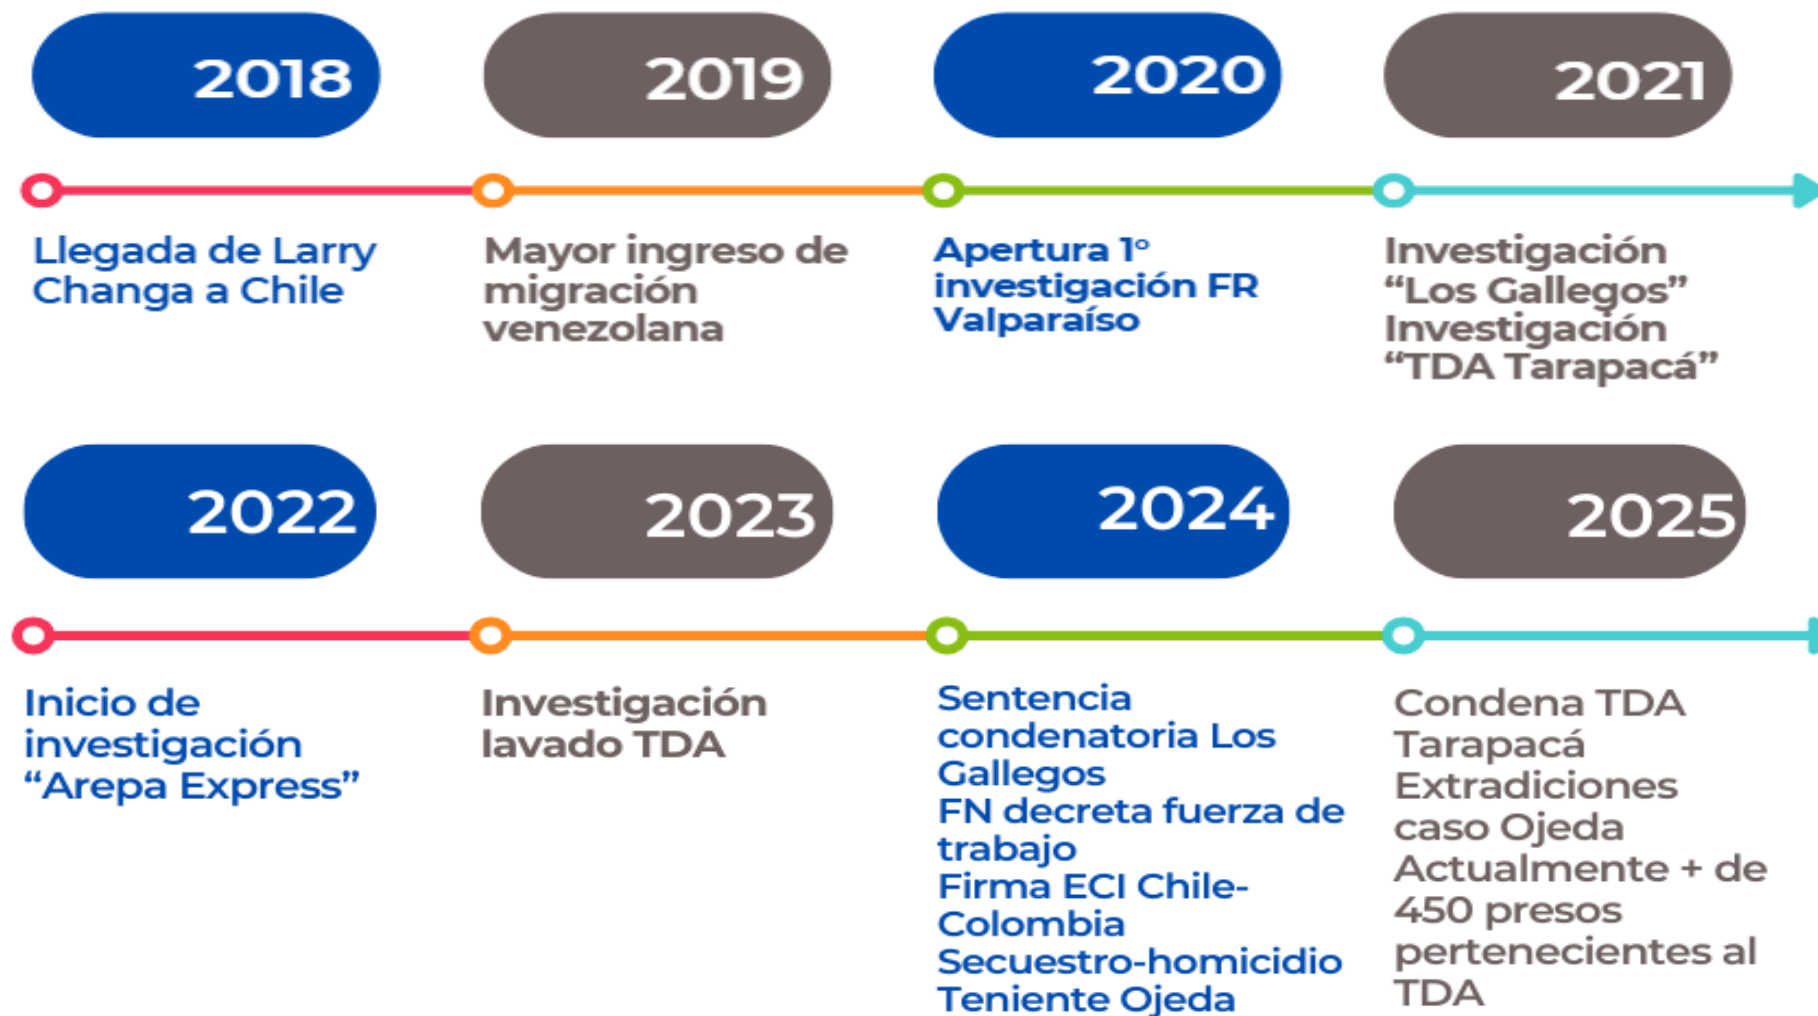 2018
2019
2020
2021
Llegada de Larry
Changa a Chile
Mayor ingreso de
migración
venezolana
Apertura 1°
investigación FR
Valparaíso
Investigación
“Los Gallegos”
Investigación
“TDA Tarapacá”
2022
2023
2024
2025
Inicio de
investigación
“Arepa Express”
Investigación
lavado TDA
Sentencia
condenatoria Los
Gallegos
FN decreta fuerza de
trabajo
Firma ECI Chile-
Colombia
Secuestro-homicidio
Teniente Ojeda
Condena TDA
Tarapacá
Extradiciones
caso Ojeda
Actualmente + de
450 presos
pertenecientes al
TDA